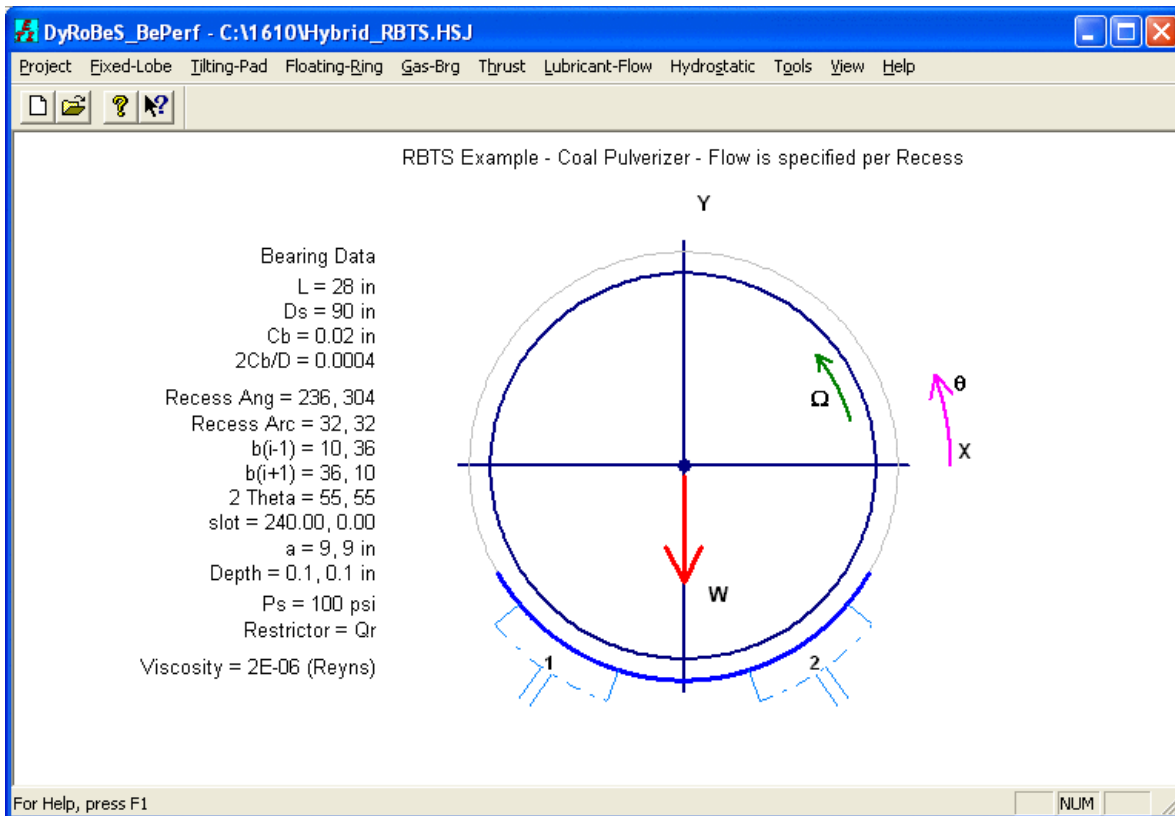 DyRoBeS_BePerf - C:\1610\Hybrid_RBTS.HSJ
Project Fixed-Lobe Tilting-Pad Floating-Ring Gas-Brg Thrust Lubricant-Flow Hydrostatic Tools View Help
RBTS Example - Coal Pulverizer - Flow is specified per Recess
Y
Bearing Data
L = 28 in
Ds = 90 in
Cb = 0.02 in
2Cb/D = 0.0004
Recess Ang = 236, 304
Recess Arc = 32, 32
b(i-1) = 10, 36
b(i+1) = 36, 10
2 Theta = 55, 55
slot = 240.00, 0.00
a = 9, 9 in
Depth = 0.1, 0.1 in
Ps = 100 psi
Restrictor = Qr
Viscosity = 2E-06 (Reyns)
θ
Ω
X
W
1
2
For Help, press F1
NUM